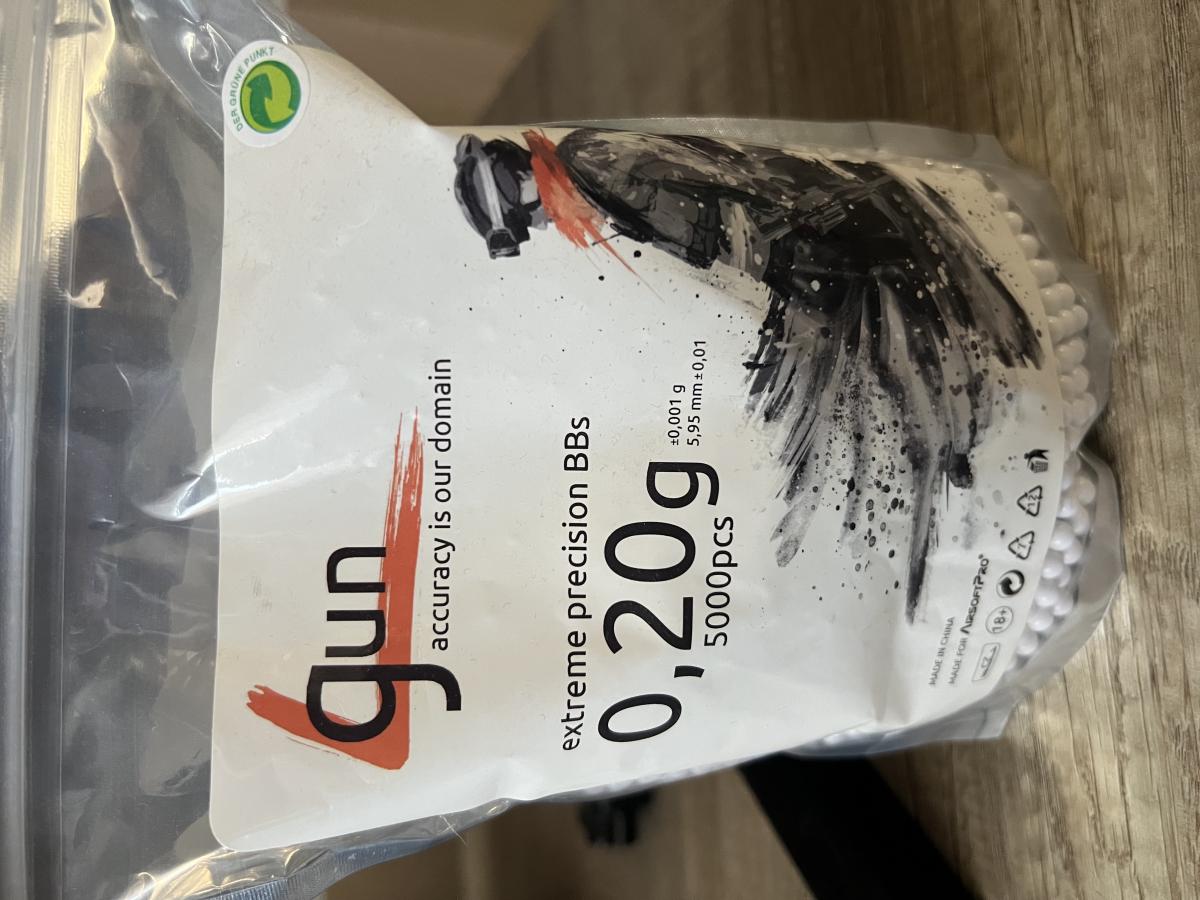 DER GRÜNE PUNKT
gun
accuracy is our domain
extreme precision BBs
0,20g
±0,001 g
5,95 mm ± 0,01
5000pcs
MADE IN CHINA
MADE FOR AIRSOFTPRO®
18+